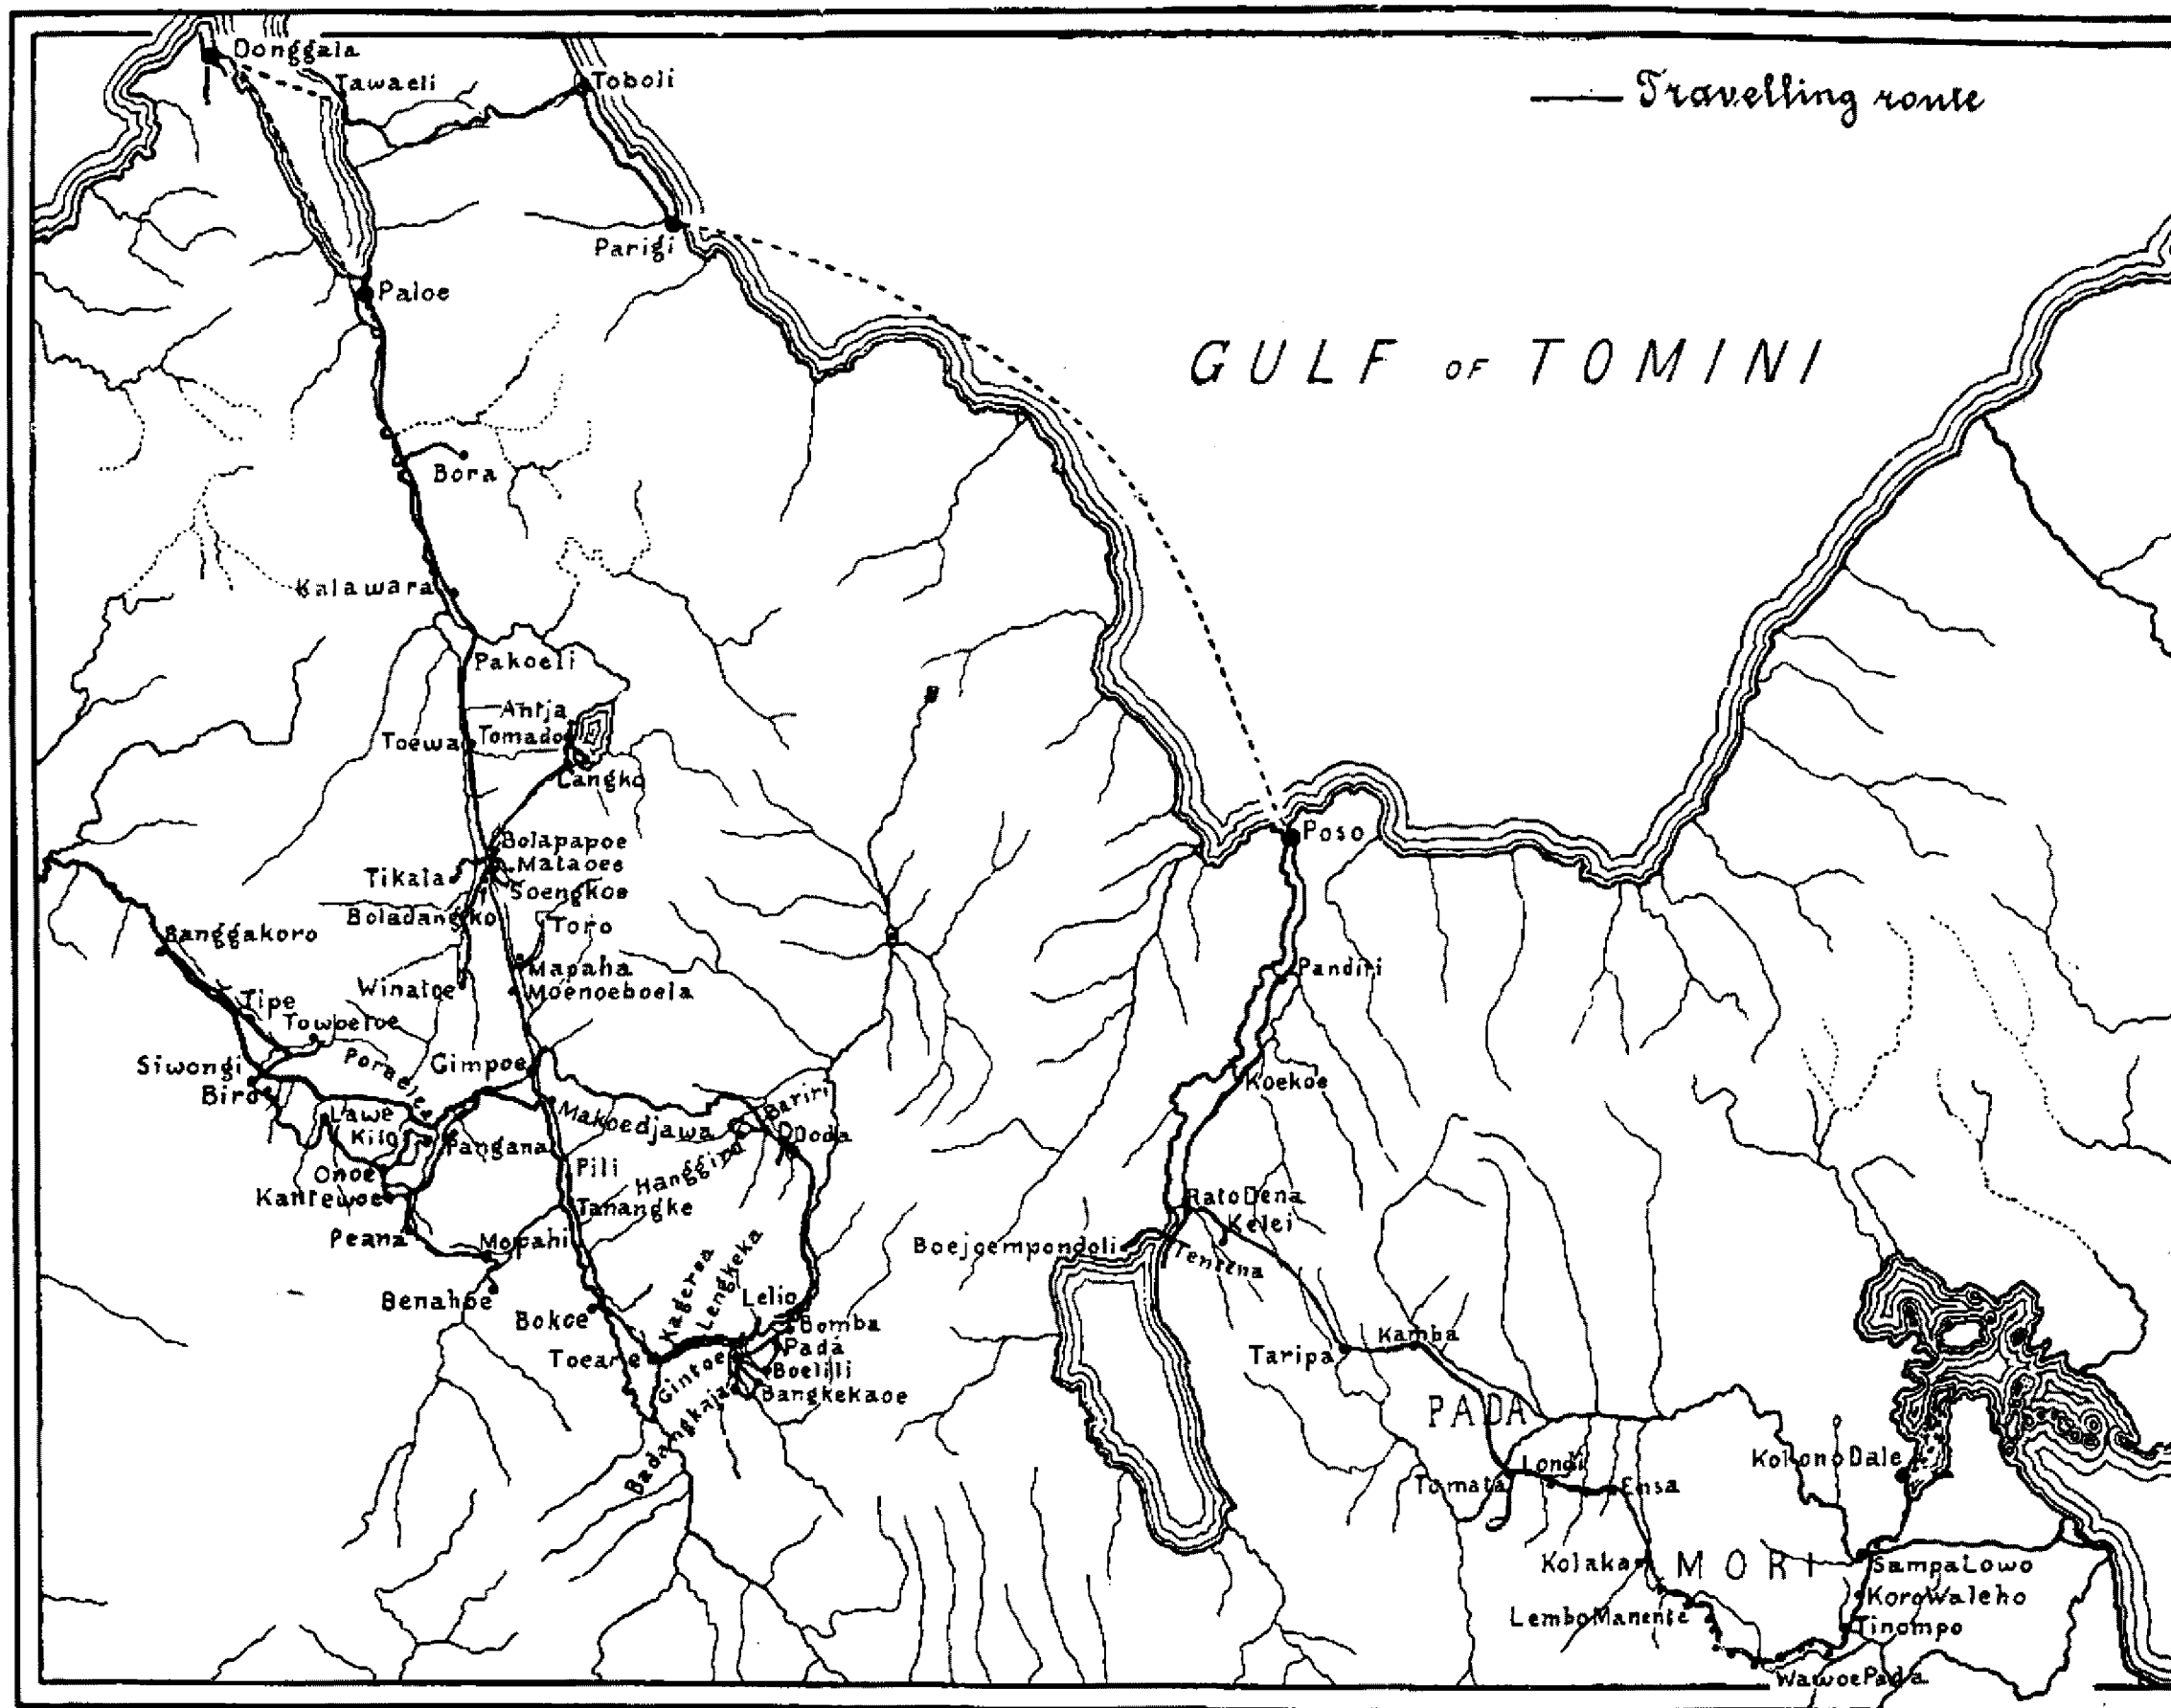 Donggala
Tawaeli
Toboli
Travelling route
Parigi
Paloe
GULF OF TOMINI
Bora
Kalawara
Pakoeli
Antja
Toewa
Tomado
Langko
Bolapapoe
Poso
Mataoee
Tikala
Soengkoe
Boladangko
Toro
Banggakoro
Mapaha
Pandiri
Winatoe
Moenoeboela
Tipe
Towoeloe
Poraelea
Siwongi
Gimpoe
Biro
Koekoe
Lawe
Makoedjawa
Bariri
Kilo
Pangana
Doda
Onoe
Pili
Hanggira
Kantewoe
Tanangke
RatoDena
Kelei
Peana
Mopahi
Boejoempondoli
Tentena
Kageroa
Lengkeka
Benahoe
Lelio
Bokoe
Bomba
Kamba
Toeare
Pada
Taripa
Gintoe
Boelili
Badangkaja
Bangkekaoe
PADA
Londi
KolonoDale
Tomata
Ensa
Kolaka
MORI
Sampalowo
KoroWaleho
Lembo Manente
Tinompo
WawoePada